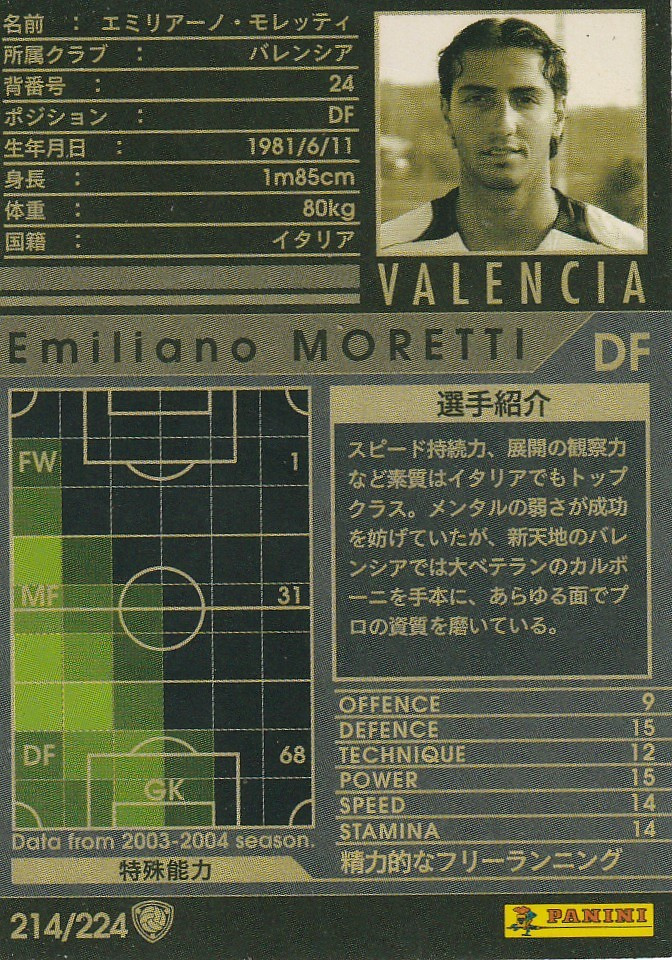 名前 : エミリアーノ・モレッティ
所属クラブ : バレンシア
背番号 : 24
ポジション : DF
生年月日 : 1981/6/11
身長 : 1m85cm
体重 : 80kg
国籍 : イタリア
VALENCIA
Emiliano MORETTI DF
FW 1
MF 31
DF 68
GK
Data from 2003-2004 season.
選手紹介
スピード持続力、展開の観察力
など素質はイタリアでもトップ
クラス。メンタルの弱さが成功
を妨げていたが、新天地のバレ
ンシアでは大ベテランのカルボ
ーニを手本に、あらゆる面でプ
ロの資質を磨いている。
OFFENCE 9
DEFENCE 15
TECHNIQUE 12
POWER 15
SPEED 14
STAMINA 14
特殊能力 精力的なフリーランニング
214/224
PANINI